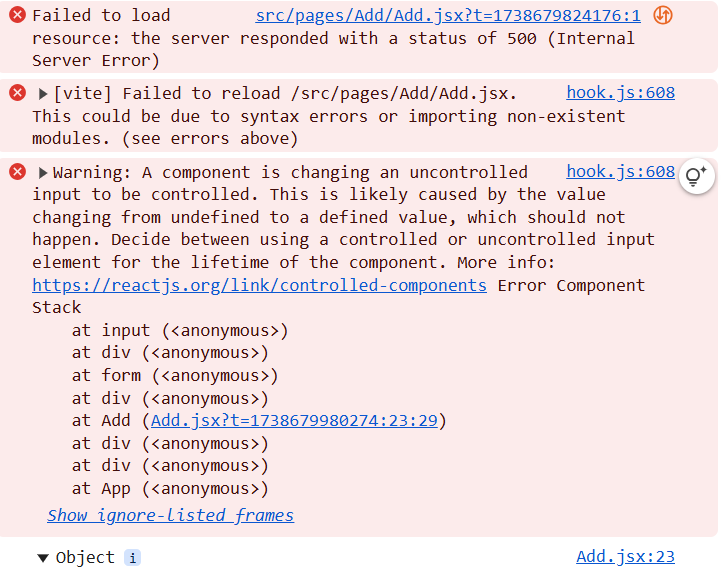 Failed to load src/pages/Add/Add.jsx?t=1738679824176:1
resource: the server responded with a status of 500 (Internal
Server Error)
[vite] Failed to reload /src/pages/Add/Add.jsx. hook.js:608
This could be due to syntax errors or importing non-existent
modules. (see errors above)
Warning: A component is changing an uncontrolled hook.js:608
input to be controlled. This is likely caused by the value
changing from undefined to a defined value, which should not
happen. Decide between using a controlled or uncontrolled input
element for the lifetime of the component. More info:
https://reactjs.org/link/controlled-components Error Component
Stack
at input (<anonymous>)
at div (<anonymous>)
at form (<anonymous>)
at div (<anonymous>)
at Add (Add.jsx?t=1738679980274:23:29)
at div (<anonymous>)
at div (<anonymous>)
at App (<anonymous>)
Show ignore-listed frames
Object i Add.jsx:23